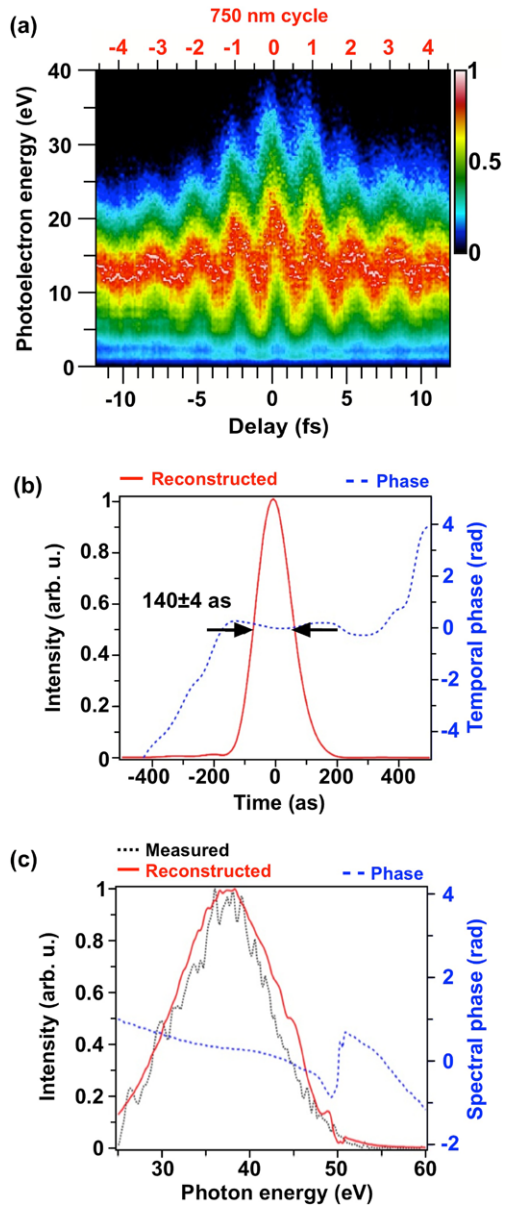 (a)
750 nm cycle
-4 -3 -2 -1 0 1 2 3 4
Photoelectron energy (eV)
40
30
20
10
0
1
0.5
0
-10 -5 0 5 10
Delay (fs)
(b)
Reconstructed
Phase
Intensity (arb. u.)
1
0.8
0.6
0.4
0.2
0
140±4 as
4
2
0
-2
-4
Temporal phase (rad)
-400 -200 0 200 400
Time (as)
(c)
Measured
Reconstructed
Phase
Intensity (arb. u.)
1
0.8
0.6
0.4
0.2
0
4
2
0
-2
Spectral phase (rad)
30 40 50 60
Photon energy (eV)